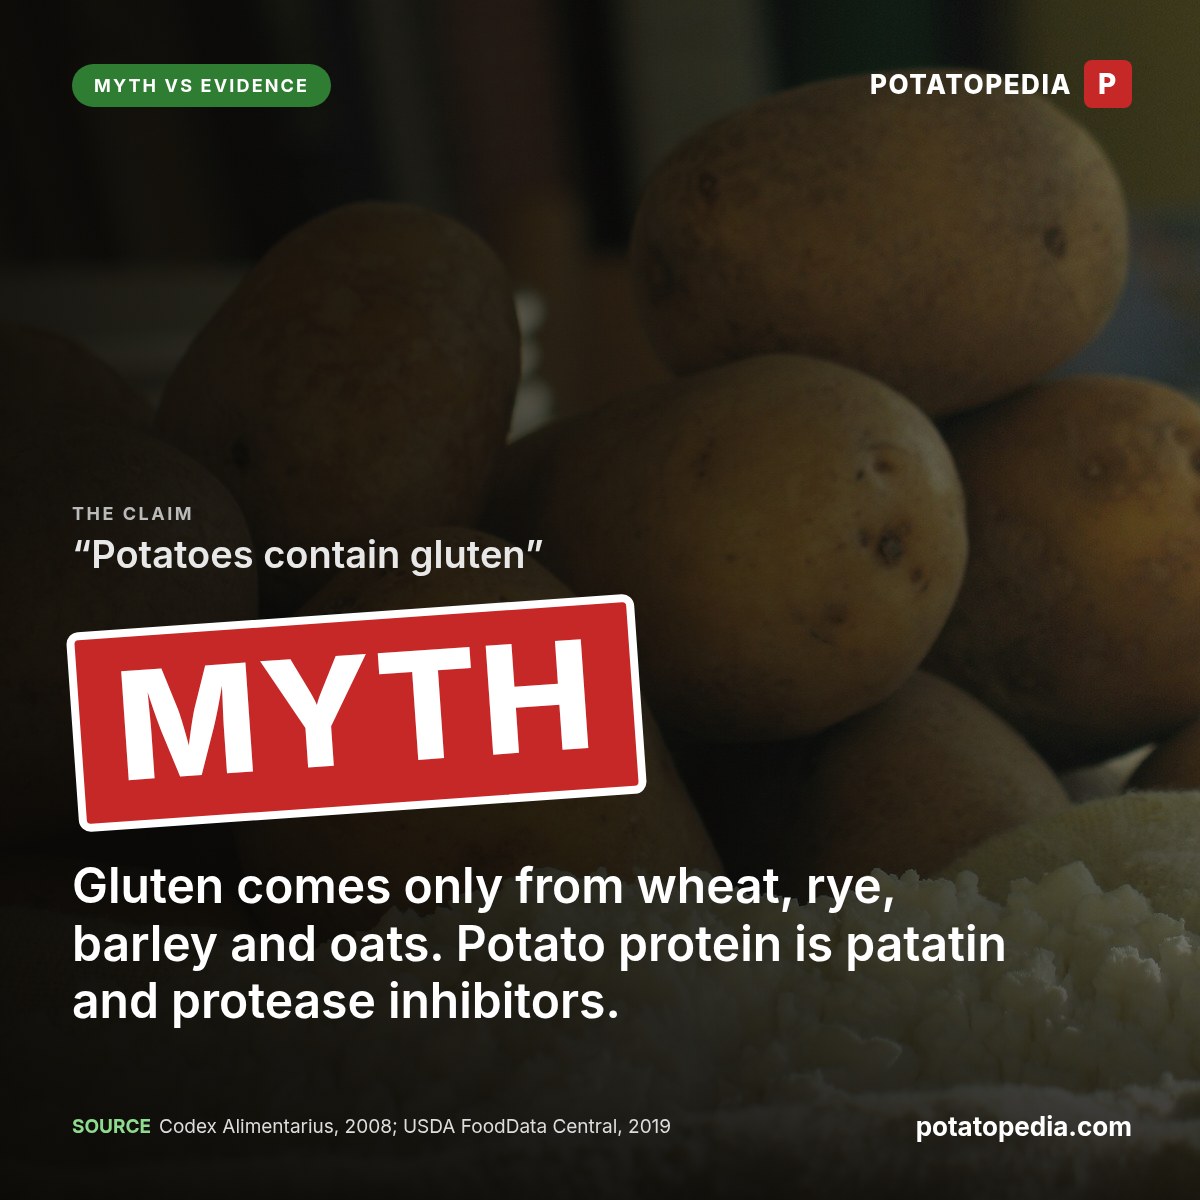 MYTH VS EVIDENCE
POTATOPEDIA P
THE CLAIM
“Potatoes contain gluten”
MYTH
Gluten comes only from wheat, rye,
barley and oats. Potato protein is patatin
and protease inhibitors.
SOURCE Codex Alimentarius, 2008; USDA FoodData Central, 2019
potatopedia.com